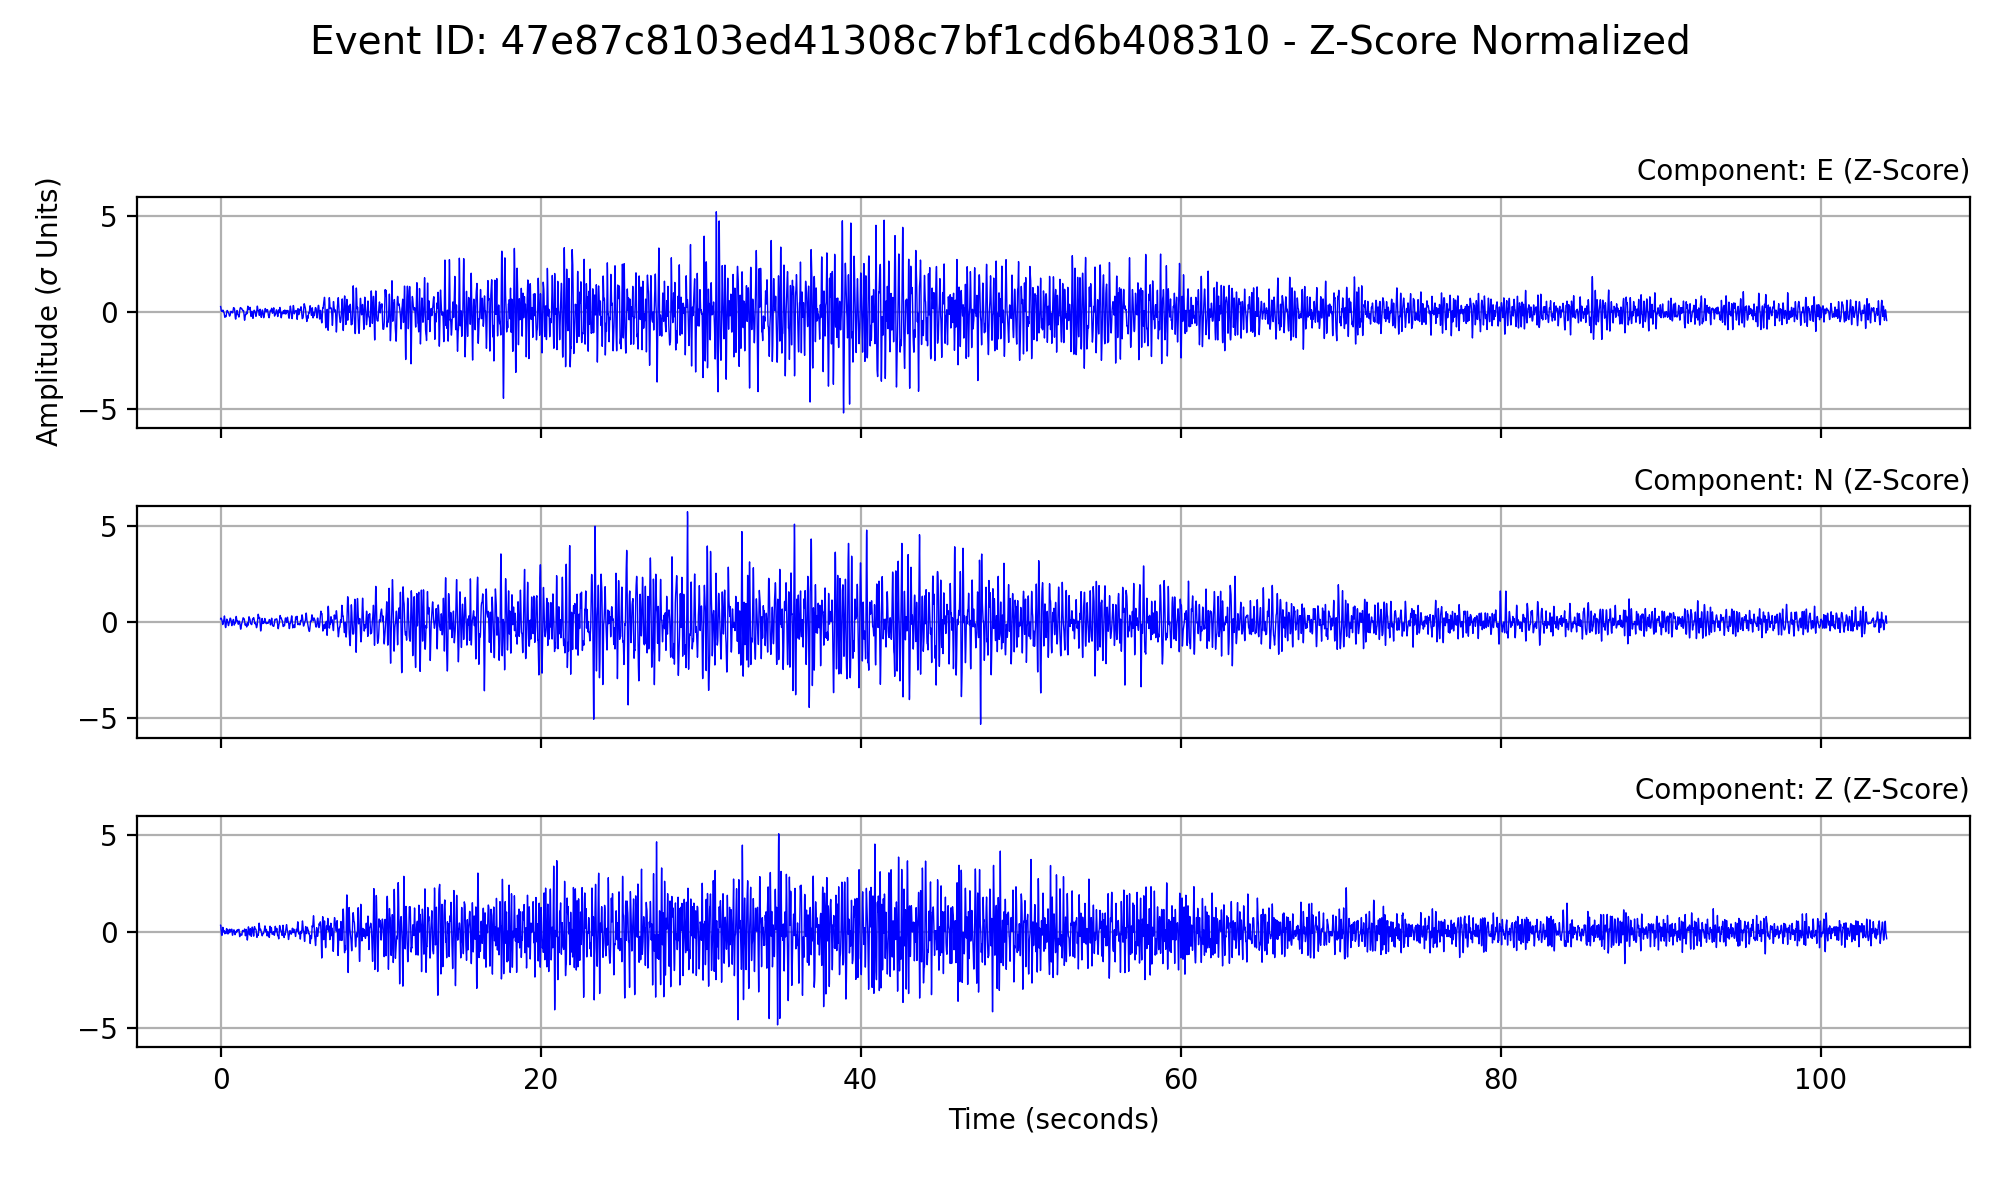 Event ID: 47e87c8103ed41308c7bf1cd6b408310 - Z-Score Normalized
Component: E (Z-Score)
Amplitude (σ Units)
5
0
−5
Component: N (Z-Score)
5
0
−5
Component: Z (Z-Score)
5
0
−5
0 20 40 60 80 100
Time (seconds)